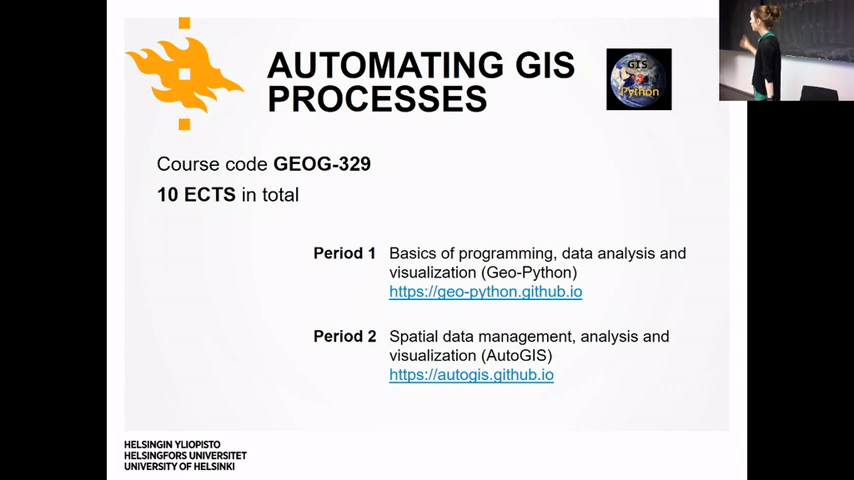 AUTOMATING GIS
PROCESSES
GIS
Python
Course code GEOG-329
10 ECTS in total
Period 1 Basics of programming, data analysis and
visualization (Geo-Python)
https://geo-python.github.io
Period 2 Spatial data management, analysis and
visualization (AutoGIS)
https://autogis.github.io
HELSINGIN YLIOPISTO
HELSINGFORS UNIVERSITET
UNIVERSITY OF HELSINKI